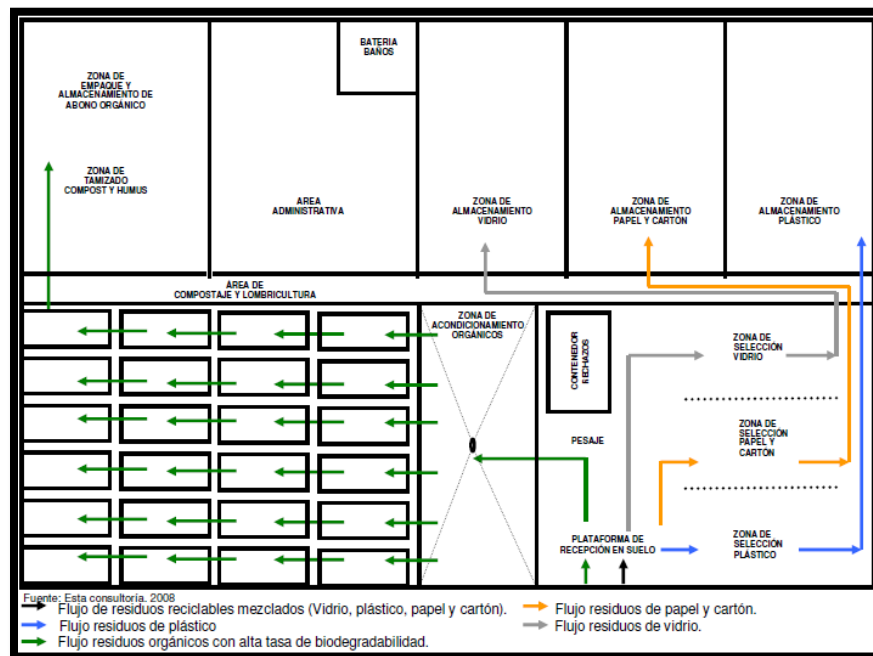 BATERIA
BAÑOS
ZONA DE
EMPAQUE Y
ALMACENAMIENTO DE
ABONO ORGÁNICO
ZONA DE
TAMIZADO
COMPOST Y HUMUS
AREA
ADMINISTRATIVA
ZONA DE
ALMACENAMIENTO
VIDRIO
ZONA DE
ALMACENAMIENTO
PAPEL Y CARTÓN
ZONA DE
ALMACENAMIENTO
PLÁSTICO
AREA DE
COMPOSTAJE Y LOMBRICULTURA
ZONA DE
ACONDICIONAMIENTO
ORGÁNICOS
CONTENEDOR
RECHAZOS
ZONA DE
SELECCIÓN
VIDRIO
PESAJE
ZONA DE
SELECCIÓN
PAPEL Y
CARTÓN
PLATAFORMA DE
RECEPCIÓN EN SUELO
ZONA DE
SELECCIÓN
PLÁSTICO
Fuente: Esta consultoría. 2008
Flujo de residuos reciclables mezclados (Vidrio, plástico, papel y cartón).
Flujo residuos de papel y cartón.
Flujo residuos de plástico
Flujo residuos de vidrio.
Flujo residuos orgánicos con alta tasa de biodegradabilidad.